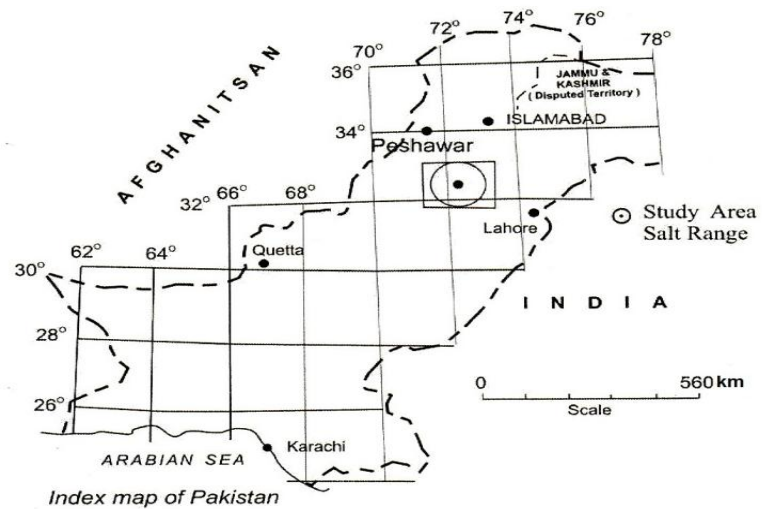 74°
76°
72°
78°
70°
36°
JAMMU &
KASHMIR
( Disputed Territory )
AFGHANITSAN
ISLAMABAD
34°
Peshawar
66°
68°
32°
Study Area
Salt Range
Lahore
62°
64°
Quetta
30°
INDIA
28°
0
560 km
Scale
26°
Karachi
ARABIAN SEA
Index map of Pakistan